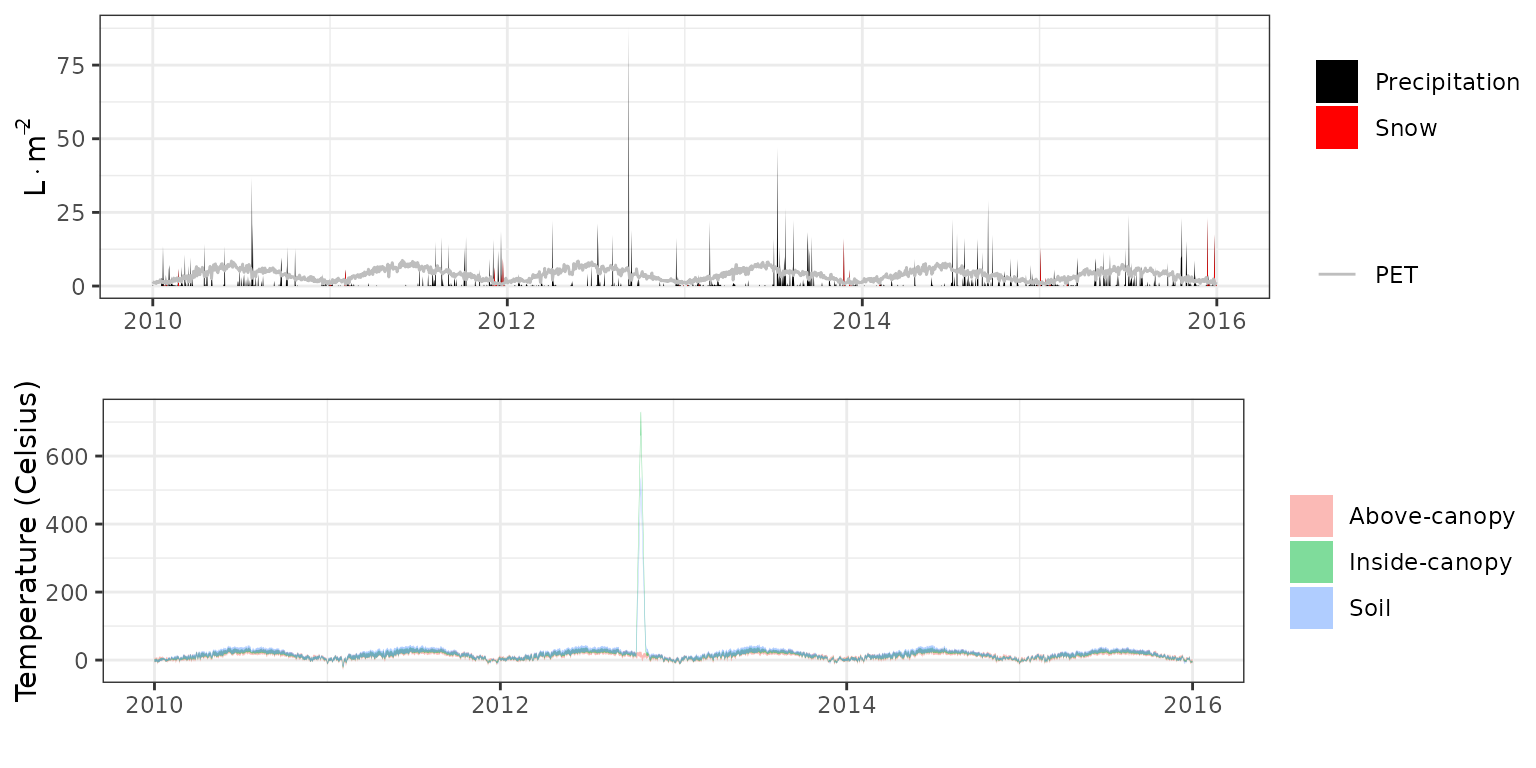 L · m⁻²
75
50
25
0
2010 2012 2014 2016
Precipitation
Snow
PET
Temperature (Celsius)
600
400
200
0
2010 2012 2014 2016
Above-canopy
Inside-canopy
Soil